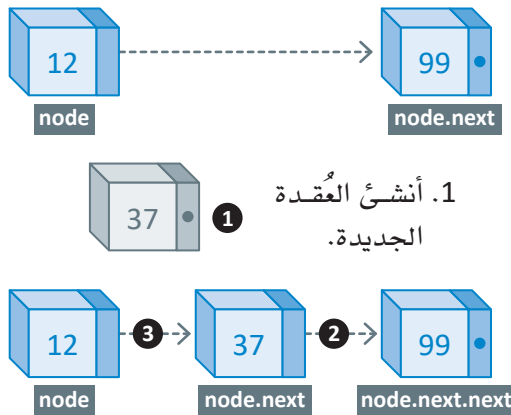 12 99
node node.next
37 1 1. أنشئ العُقدة
الجديدة.
12 3 37 2 99
node node.next node.next.next